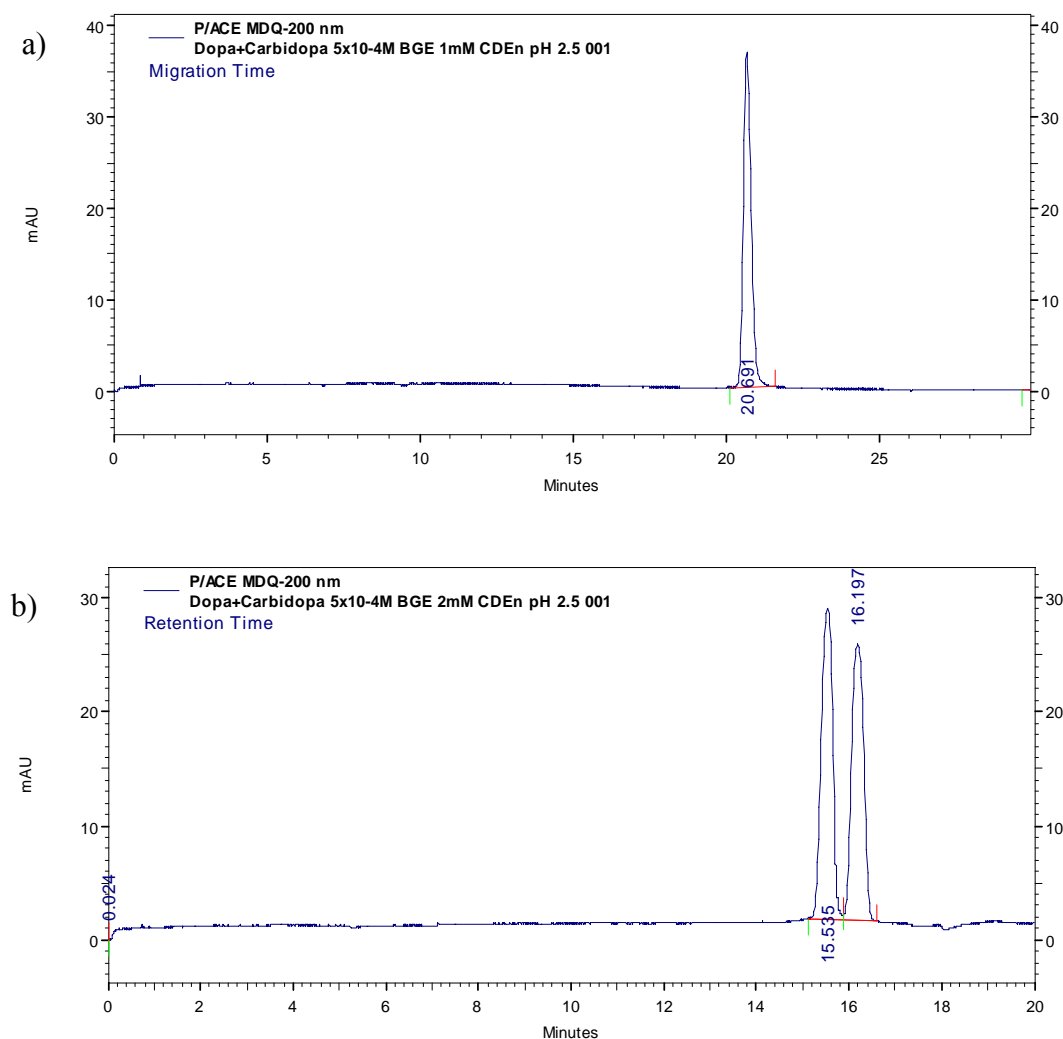 a)
P/ACE MDQ-200 nm
Dopa+Carbidopa 5x10-4M BGE 1mM CDEn pH 2.5 001
Migration Time
40
30
20
10
0
mAU
40
30
20
10
0
20.691
0 5 10 15 20 25
Minutes
b)
P/ACE MDQ-200 nm
Dopa+Carbidopa 5x10-4M BGE 2mM CDEn pH 2.5 001
Retention Time
30
20
10
0
mAU
30
20
10
0
0.024
15.535
16.197
0 2 4 6 8 10 12 14 16 18 20
Minutes